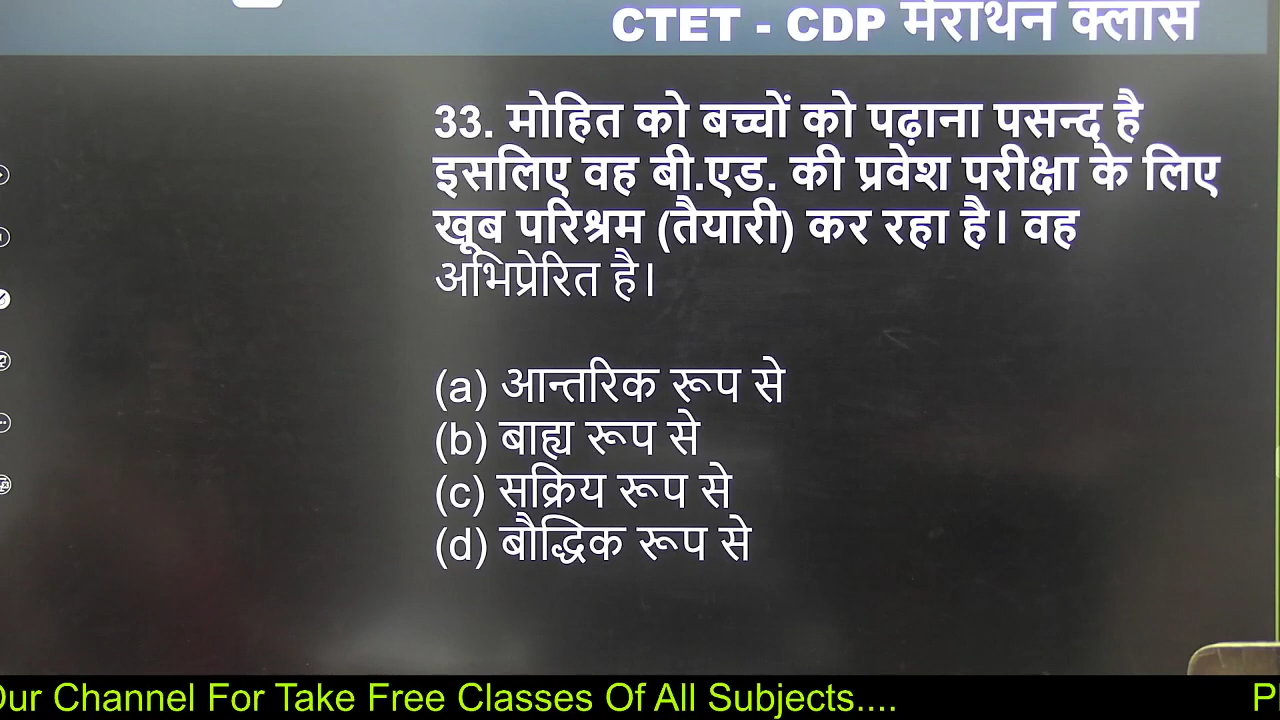 CTET - CDP मैराथन क्लास
33. मोहित को बच्चों को पढ़ाना पसन्द है
इसलिए वह बी.एड. की प्रवेश परीक्षा के लिए
खूब परिश्रम (तैयारी) कर रहा है। वह
अभिप्रेरित है।
(a) आन्तरिक रूप से
(b) बाह्य रूप से
(c) सक्रिय रूप से
(d) बौद्धिक रूप से
Our Channel For Take Free Classes Of All Subjects....